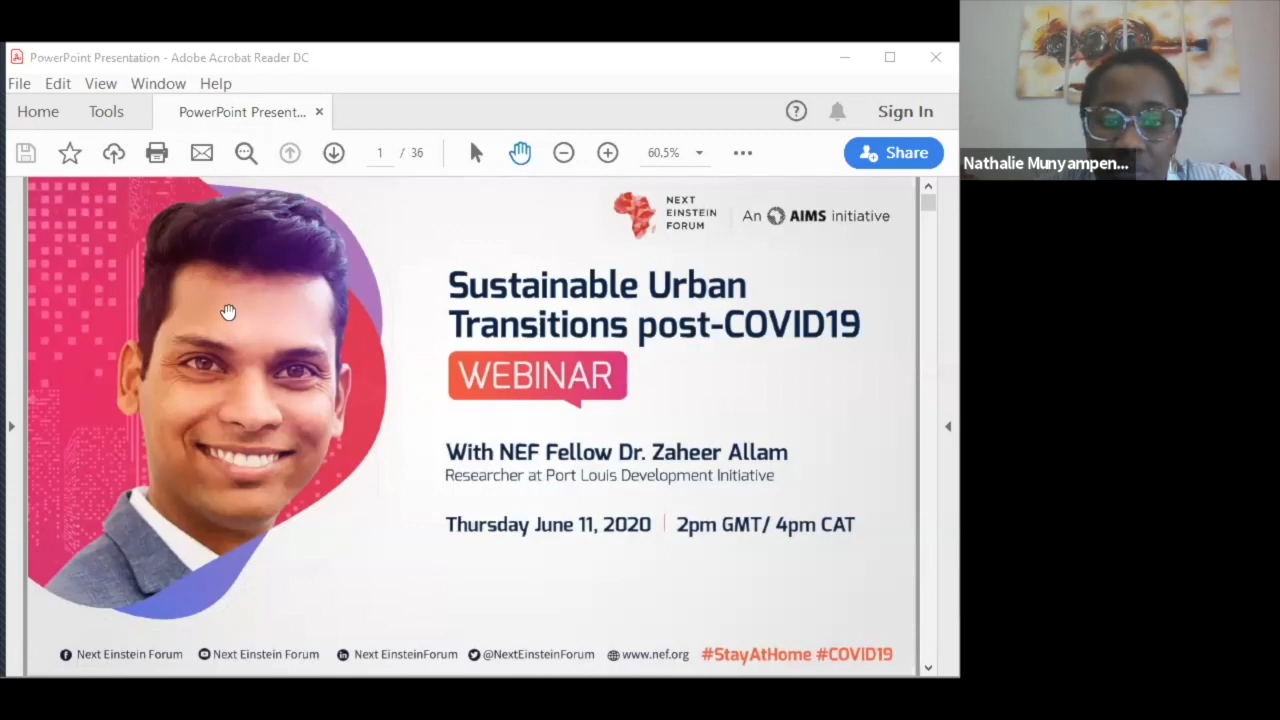 PowerPoint Presentation - Adobe Acrobat Reader DC
File Edit View Window Help
Home Tools PowerPoint Present... × ? Sign In
1 / 36 60.5% Share
NEXT
EINSTEIN
FORUM
An AIMS initiative
Sustainable Urban
Transitions post-COVID19
WEBINAR
With NEF Fellow Dr. Zaheer Allam
Researcher at Port Louis Development Initiative
Thursday June 11, 2020 | 2pm GMT/ 4pm CAT
Next Einstein Forum Next Einstein Forum Next EinsteinForum @NextEinsteinForum www.nef.org #StayAtHome #COVID19
Nathalie Munyampen...